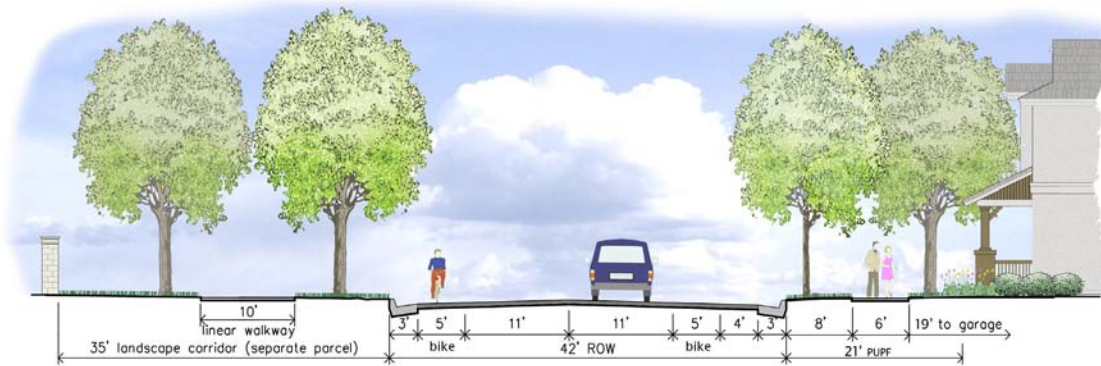 10'
linear walkway
3' 5' 11' 11' 5' 4' 3' 8' 6' 19' to garage
bike bike
35' landscape corridor (separate parcel) 42' ROW 21' PUPF